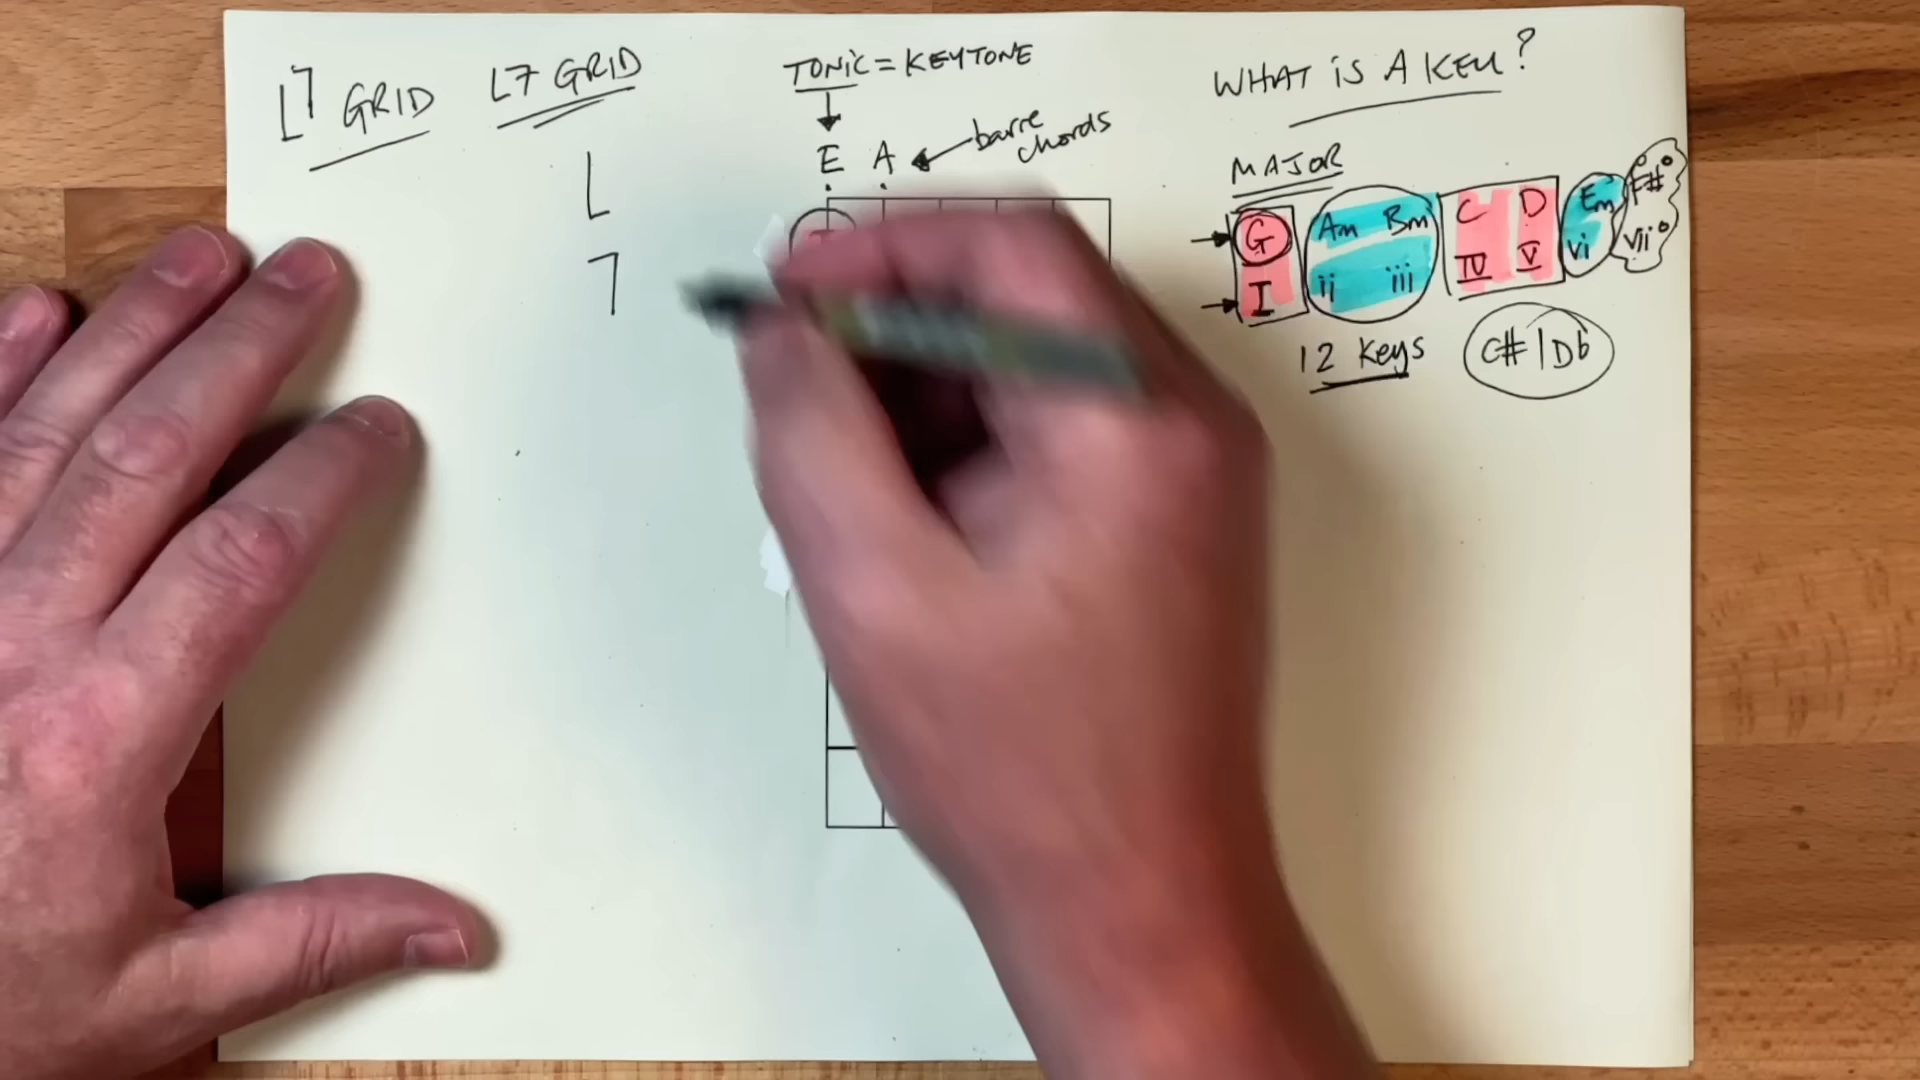 L7 GRID
L7 GRID
L
7
TONIC = KEYTONE
E A
barre
chords
WHAT IS A KEY?
MAJOR
G Am Bm C D Em F#°
I ii iii IV V vi vii°
12 Keys
C#/Db